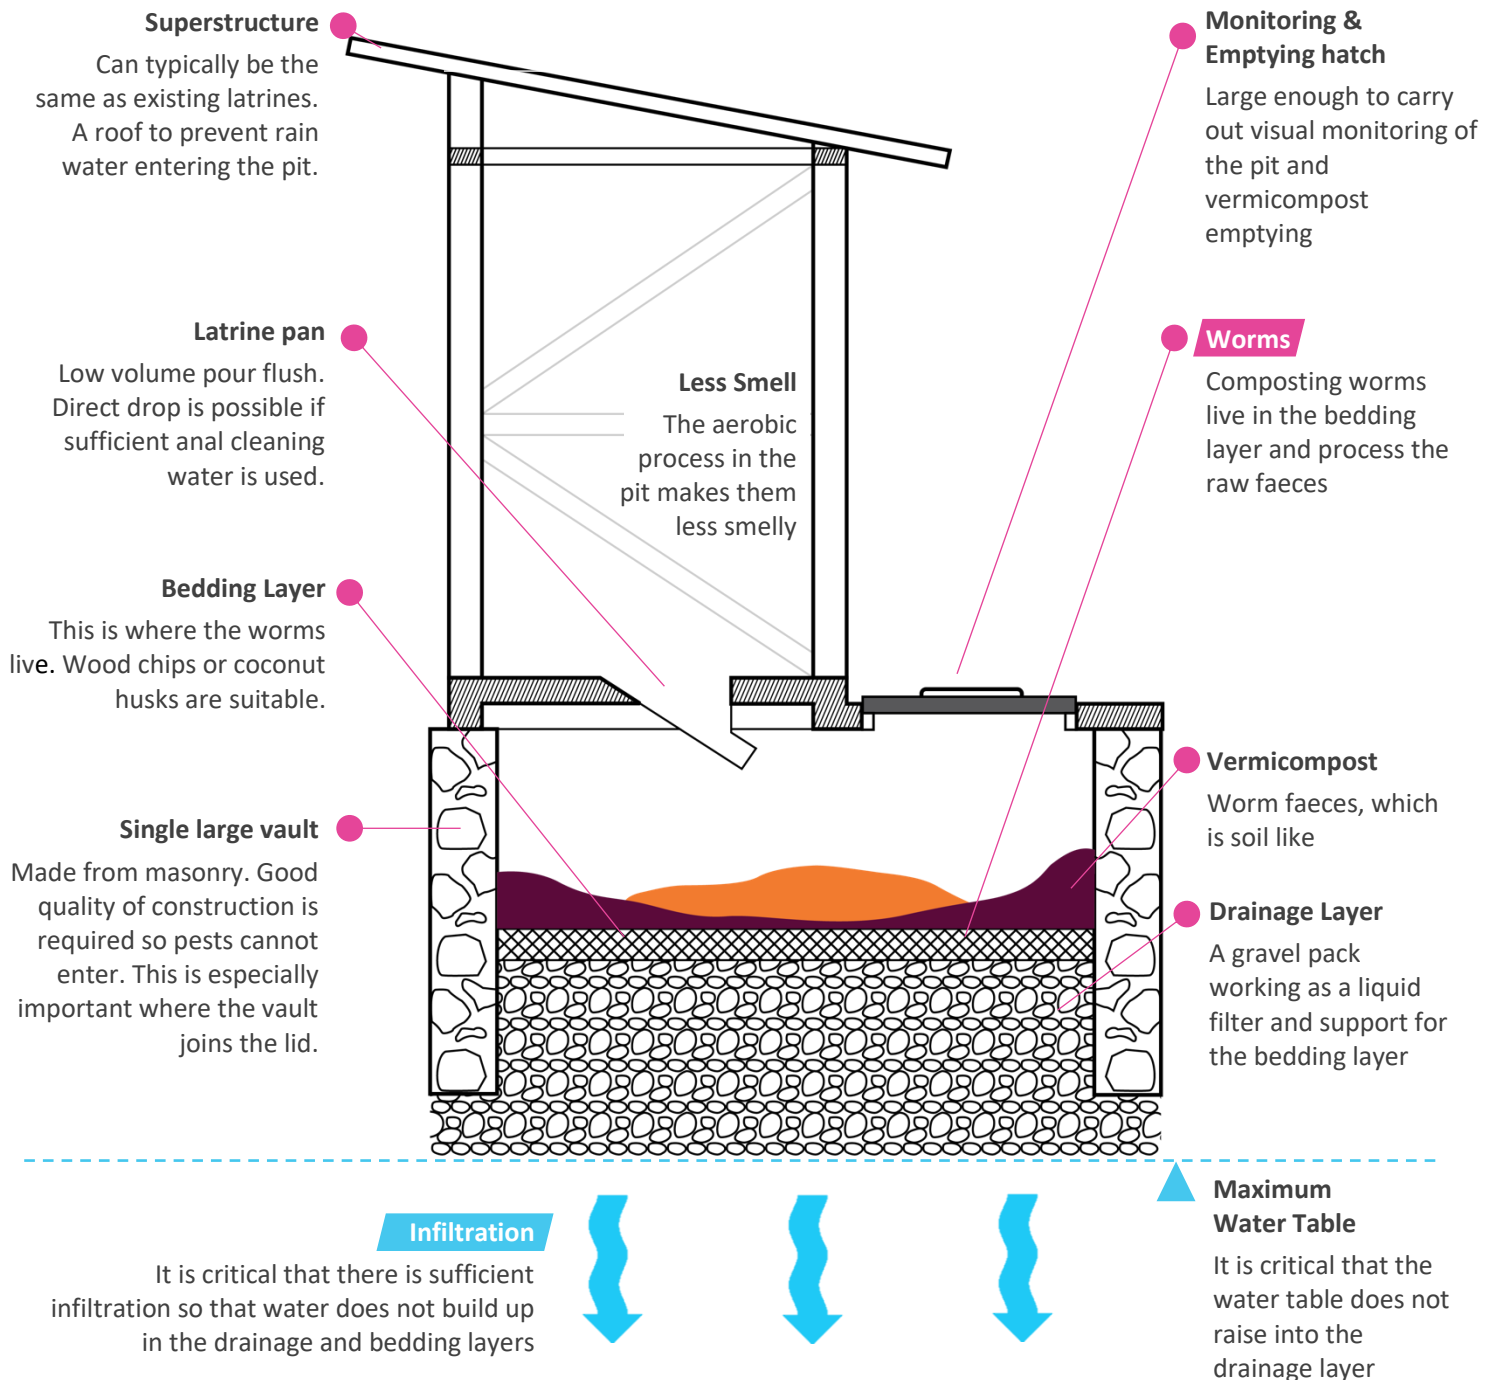 Superstructure
Can typically be the
same as existing latrines.
A roof to prevent rain
water entering the pit.
Monitoring &
Emptying hatch
Large enough to carry
out visual monitoring of
the pit and
vermicompost
emptying
Latrine pan
Low volume pour flush.
Direct drop is possible if
sufficient anal cleaning
water is used.
Less Smell
The aerobic
process in the
pit makes them
less smelly
Worms
Composting worms
live in the bedding
layer and process the
raw faeces
Bedding Layer
This is where the worms
live. Wood chips or coconut
husks are suitable.
Single large vault
Made from masonry. Good
quality of construction is
required so pests cannot
enter. This is especially
important where the vault
joins the lid.
Vermicompost
Worm faeces, which
is soil like
Drainage Layer
A gravel pack
working as a liquid
filter and support for
the bedding layer
Infiltration
It is critical that there is sufficient
infiltration so that water does not build up
in the drainage and bedding layers
Maximum
Water Table
It is critical that the
water table does not
raise into the
drainage layer